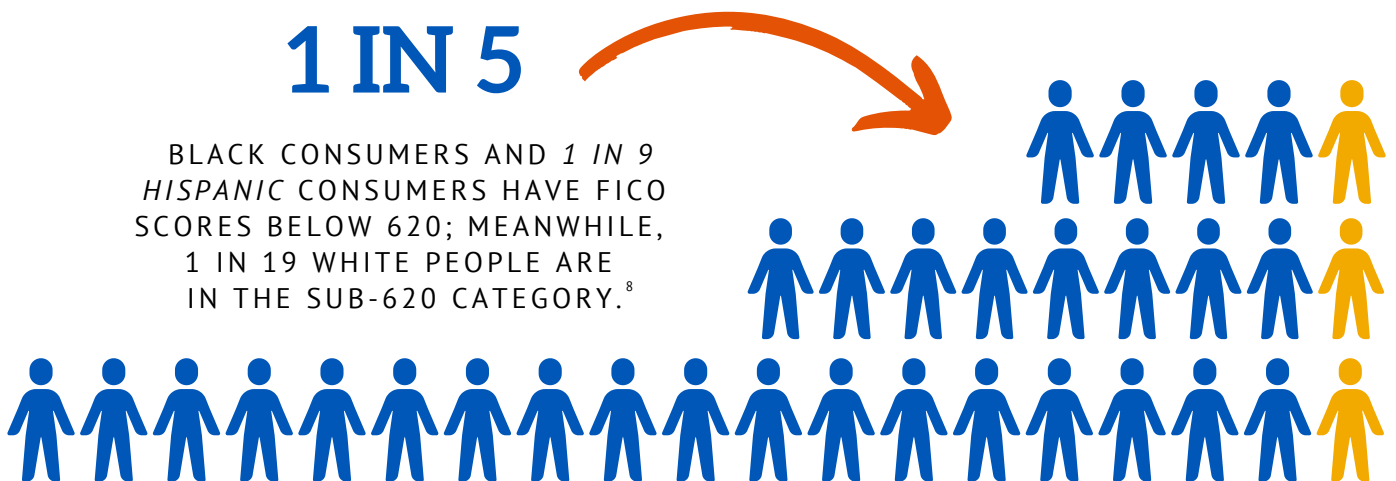 1 IN 5
BLACK CONSUMERS AND 1 IN 9
HISPANIC CONSUMERS HAVE FICO
SCORES BELOW 620; MEANWHILE,
1 IN 19 WHITE PEOPLE ARE
IN THE SUB-620 CATEGORY.⁸